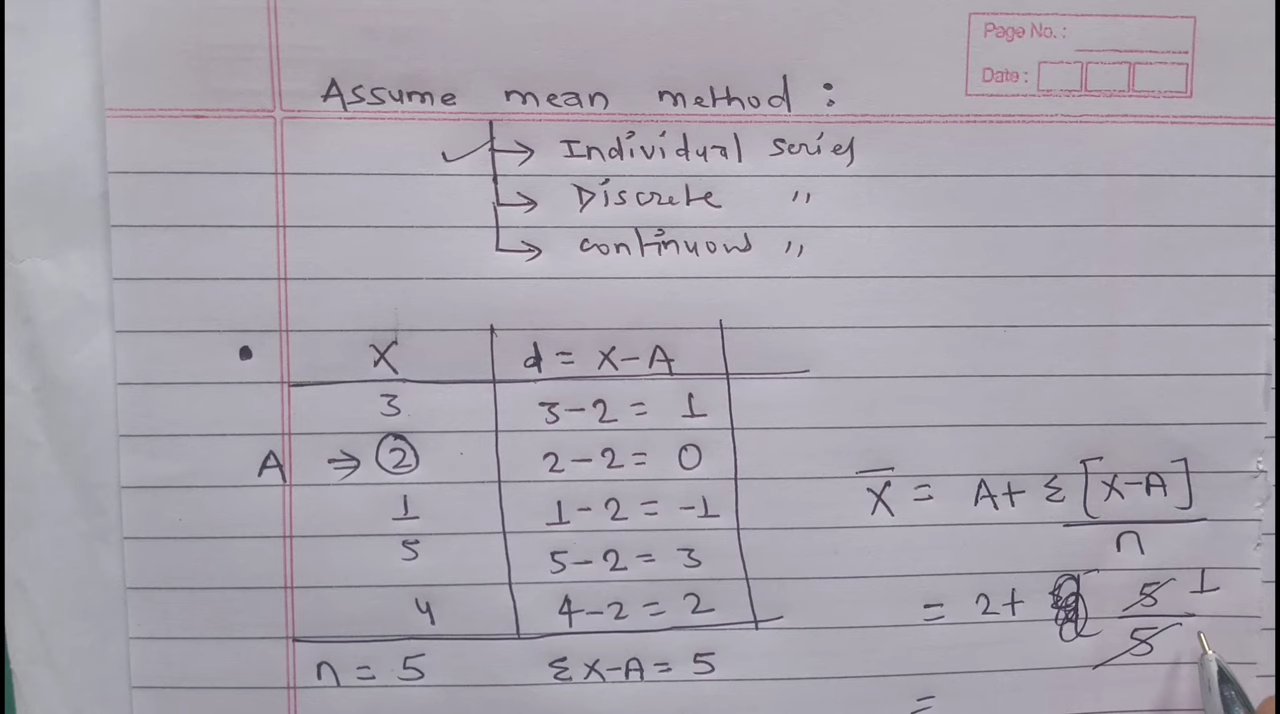 Page No. :
Date :
Assume mean method :
→ Individual series
→ Discrete "
→ continuous "
X d = X-A
3 3-2 = 1
A ⇒ 2 2-2 = 0
1 1-2 = -1
5 5-2 = 3
4 4-2 = 2
n = 5 Σ X-A = 5
X̄ = A + Σ [X-A]
n
= 2+ 5 1
5
=